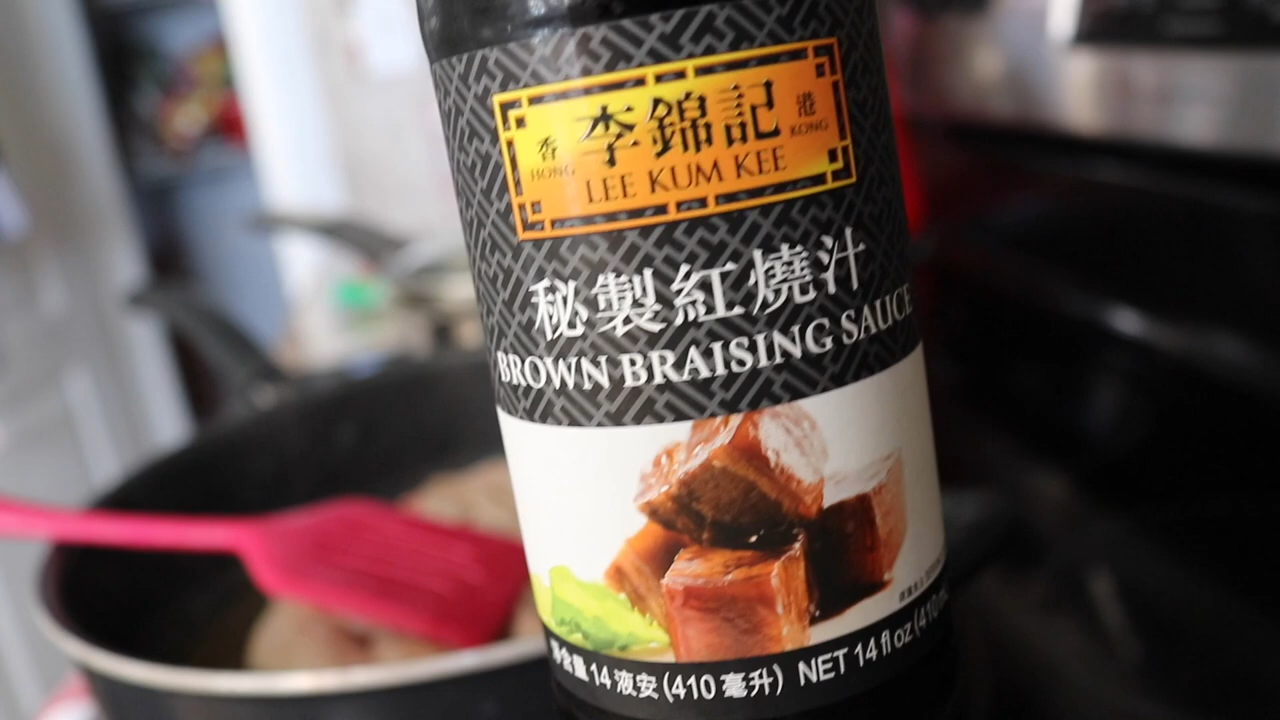 香 李錦記 港
HONG LEE KUM KEE KONG
秘製紅燒汁
BROWN BRAISING SAUCE
淨含量 14 液安 (410 毫升) NET 14 fl oz (410